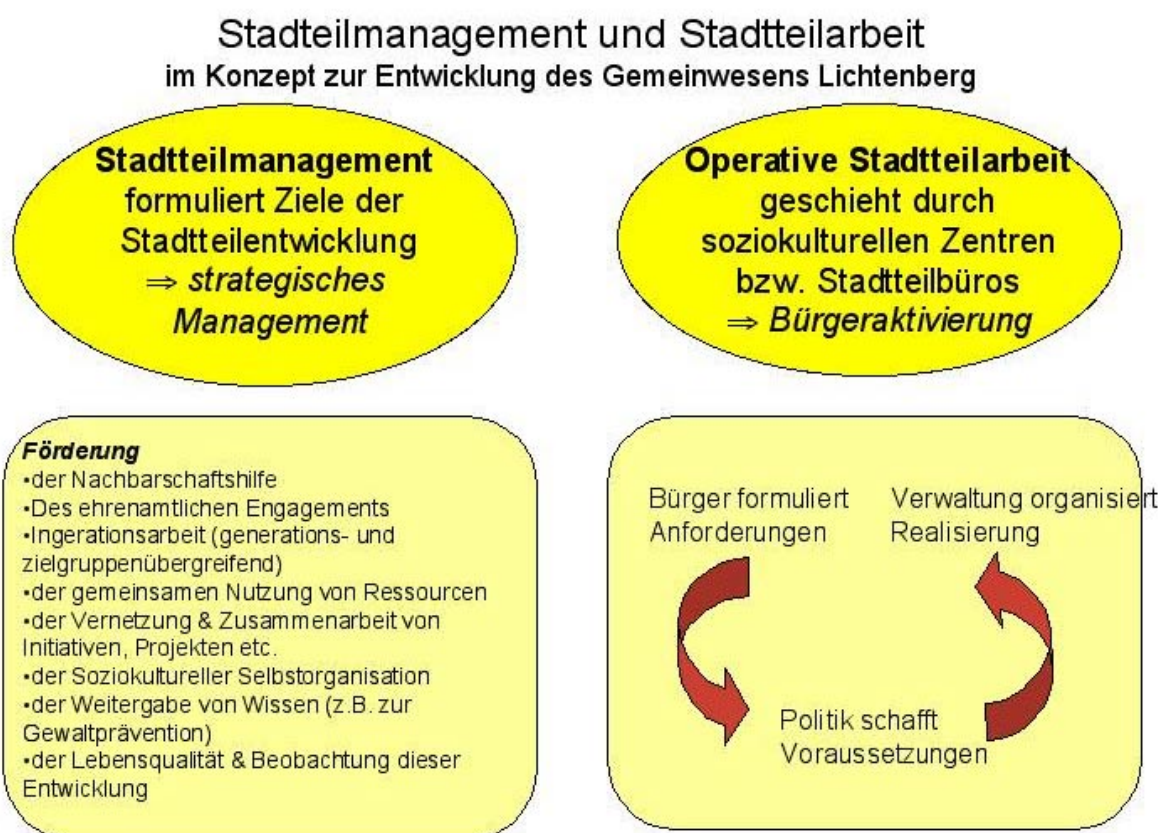 Stadteilmanagement und Stadtteilarbeit
im Konzept zur Entwicklung des Gemeinwesens Lichtenberg
Stadtteilmanagement
formuliert Ziele der
Stadtteilentwicklung
⇒ strategisches
Management
Operative Stadtteilarbeit
geschieht durch
soziokulturellen Zentren
bzw. Stadtteilbüros
⇒ Bürgeraktivierung
Förderung
•der Nachbarschaftshilfe
•Des ehrenamtlichen Engagements
•Ingerationsarbeit (generations- und
zielgruppenübergreifend)
•der gemeinsamen Nutzung von Ressourcen
•der Vernetzung & Zusammenarbeit von
Initiativen, Projekten etc.
•der Soziokultureller Selbstorganisation
•der Weitergabe von Wissen (z.B. zur
Gewaltprävention)
•der Lebensqualität & Beobachtung dieser
Entwicklung
Bürger formuliert
Anforderungen
Verwaltung organisiert
Realisierung
Politik schafft
Voraussetzungen